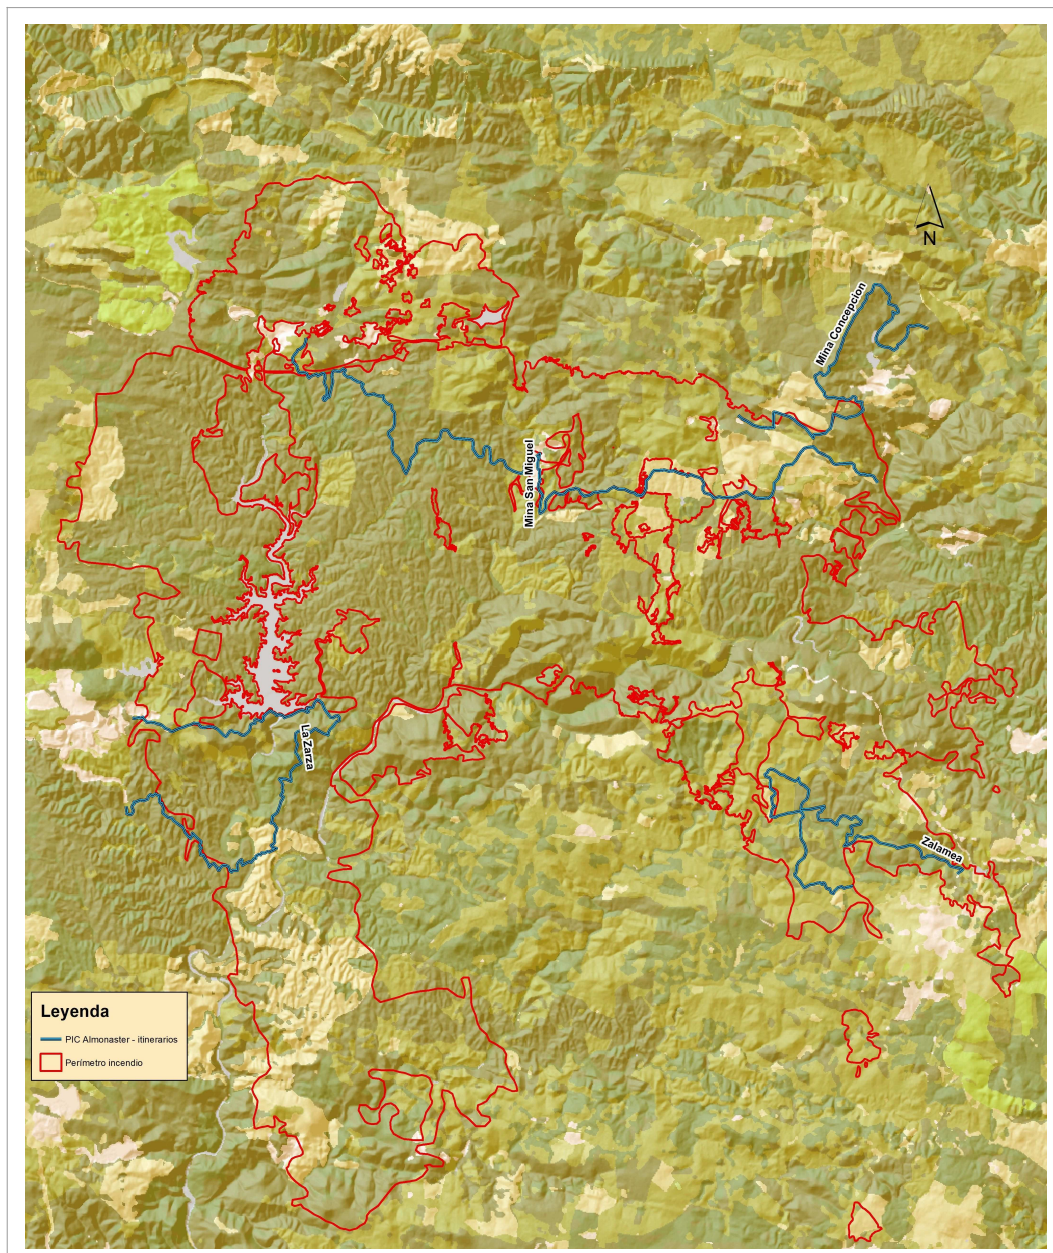 N
Mina Concepcion
Mina San Miguel
La Zarza
Zalamea
Leyenda
PIC Almonaster - itinerarios
Perímetro incendio